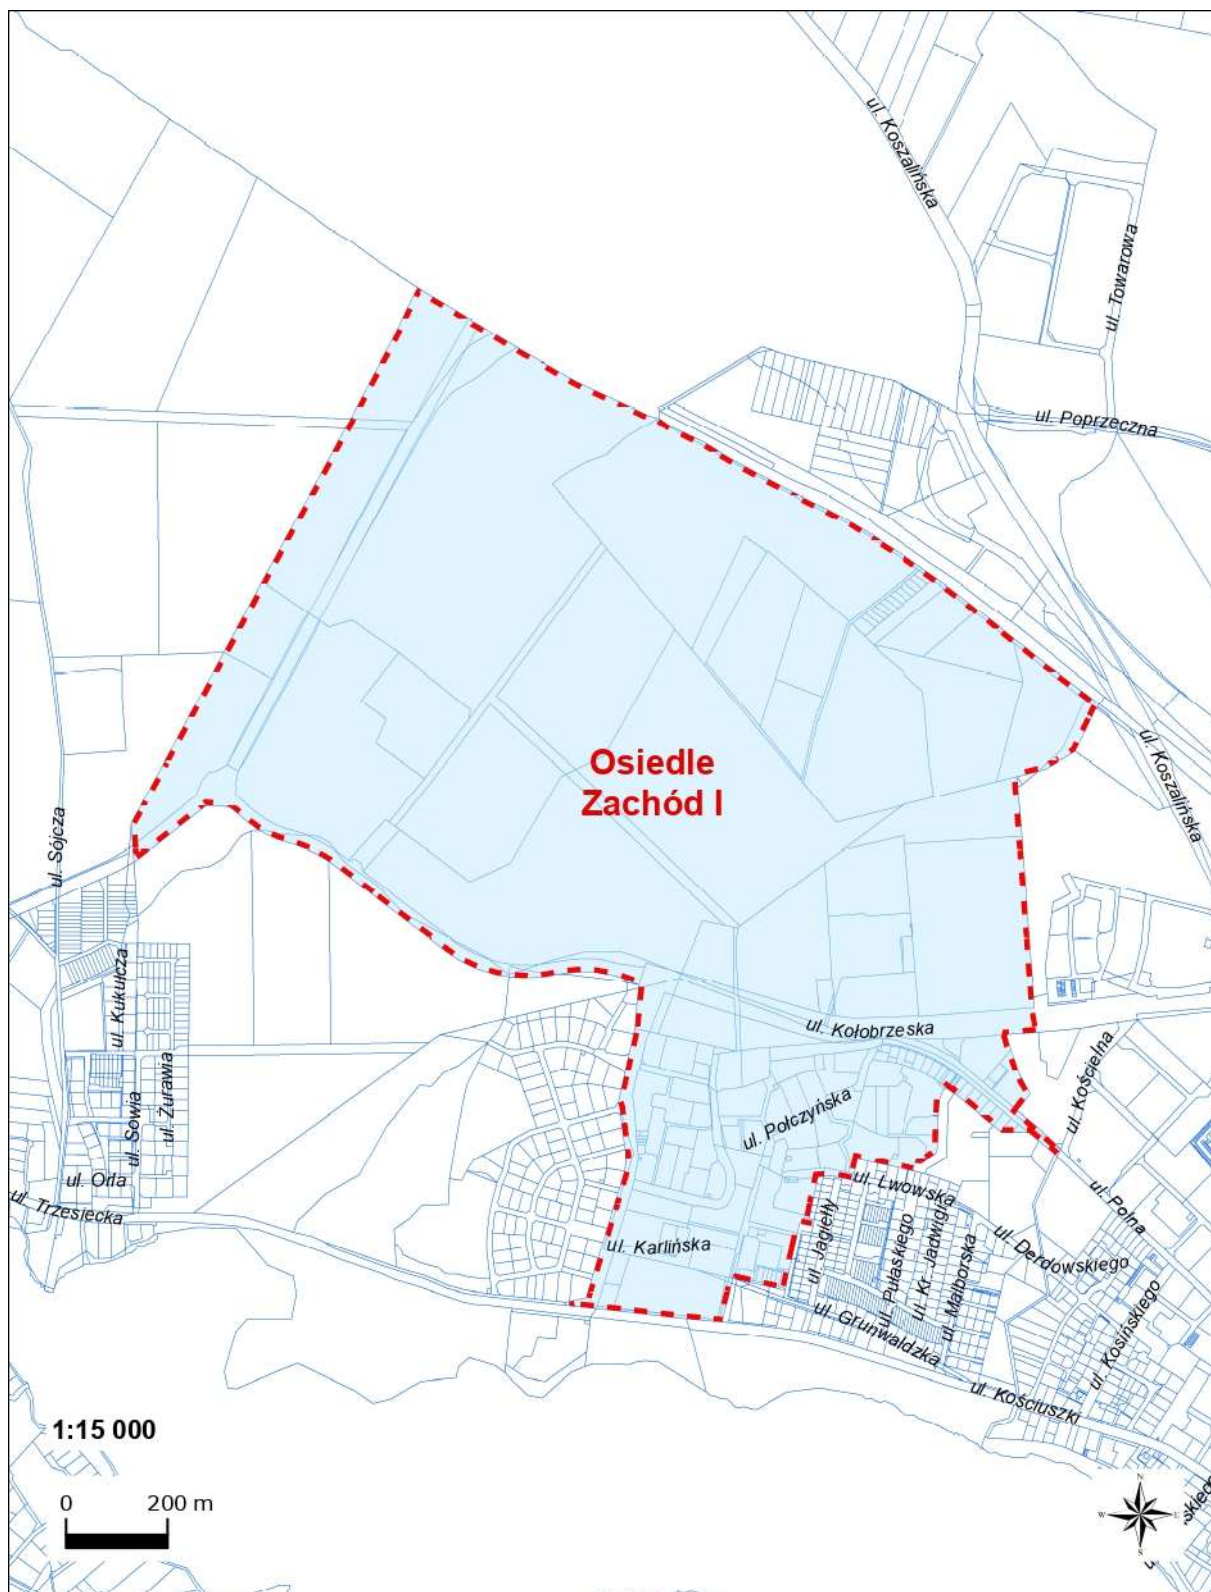 ul. Koszalińska
ul. Towarowa
ul. Poprzeczna
Osiedle
Zachód I
ul. Koszalińska
ul. Sójcza
ul. Kukułcza
ul. Kołobrzeska
ul. Kościelna
ul. Żurawia
ul. Sowia
ul. Połczyńska
ul. Orla
ul. Trzesiecka
ul. Lwowska
ul. Polna
ul. Jagiełły
ul. Pułaskiego
ul. Kr. Jadwigi
ul. Malborska
ul. Derdowskiego
ul. Karlińska
ul. Grunwaldzka
ul. Kosińskiego
ul. Kościuszki
1:15 000
0 200 m
N
W E
S